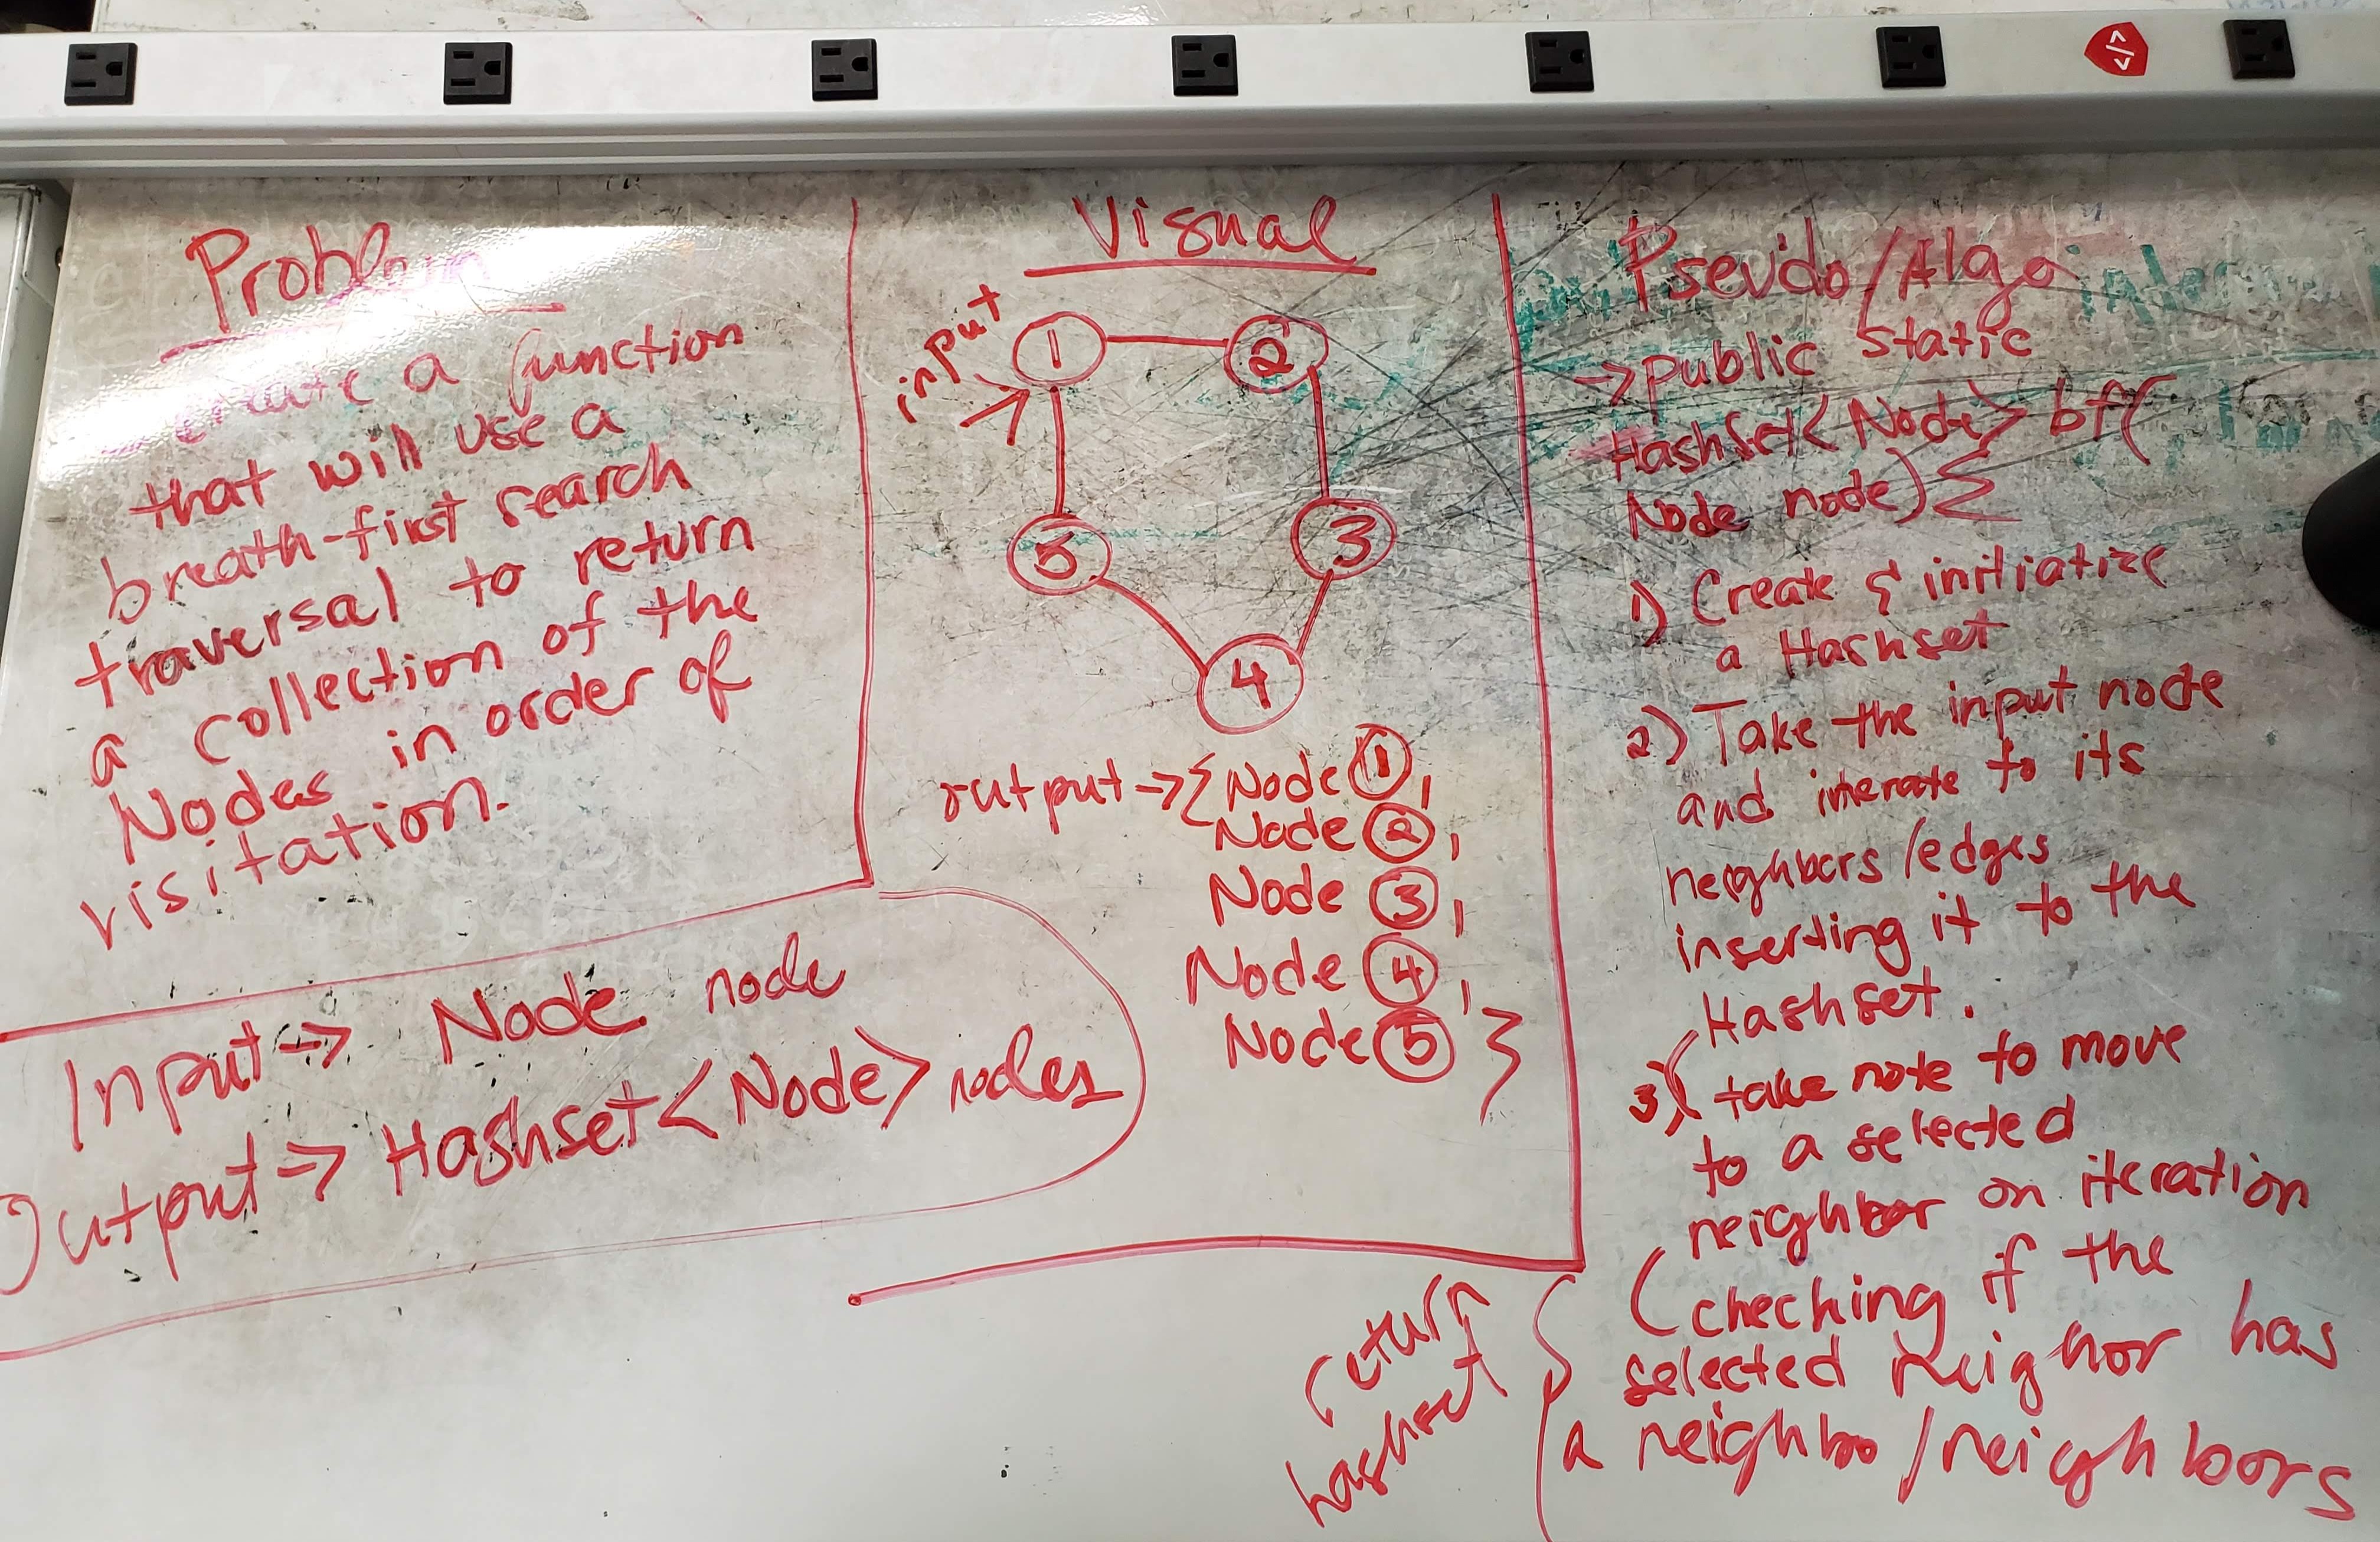 Problem
create a function
that will use a
breath-first search
traversal to return
a collection of the
Nodes in order of
visitation.
Input -> Node node
Output -> Hashset<Node> nodes
Visual
input
1
2
5
3
4
output -> {Node 1,
Node 2,
Node 3,
Node 4,
Node 5 }
Pseudo/Algo
-> public static
Hashset<Node> bf(
Node node) {
1) Create & initiatize
a Hashset
2) Take the input node
and interate to its
neighbors/edges
inserting it to the
Hashset.
3) take note to move
to a selected
neighbor on iteration
(checking if the
selected neighor has
a neighbo/neighbors
return
hashset